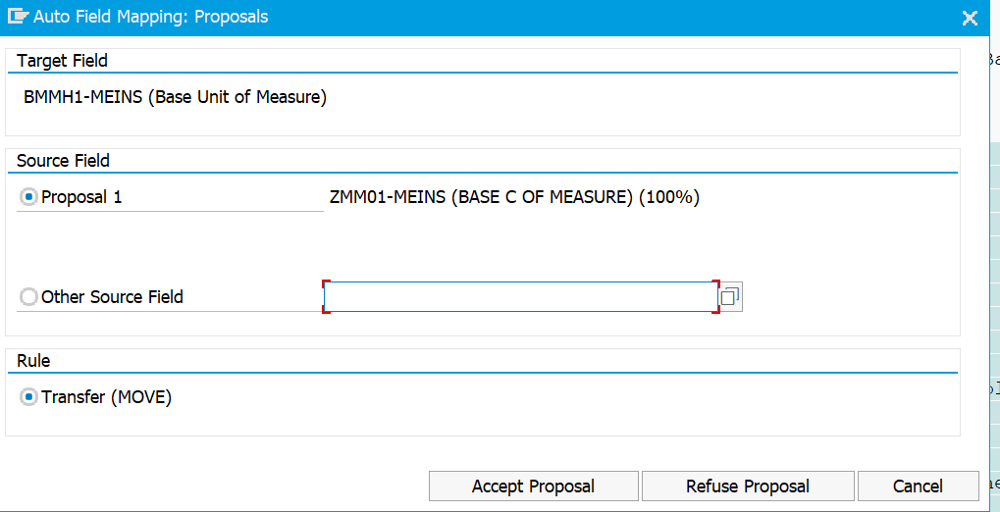 Auto Field Mapping: Proposals
Target Field
BMMH1-MEINS (Base Unit of Measure)
Source Field
Proposal 1 ZMM01-MEINS (BASE C OF MEASURE) (100%)
Other Source Field
Rule
Transfer (MOVE)
Accept Proposal Refuse Proposal Cancel